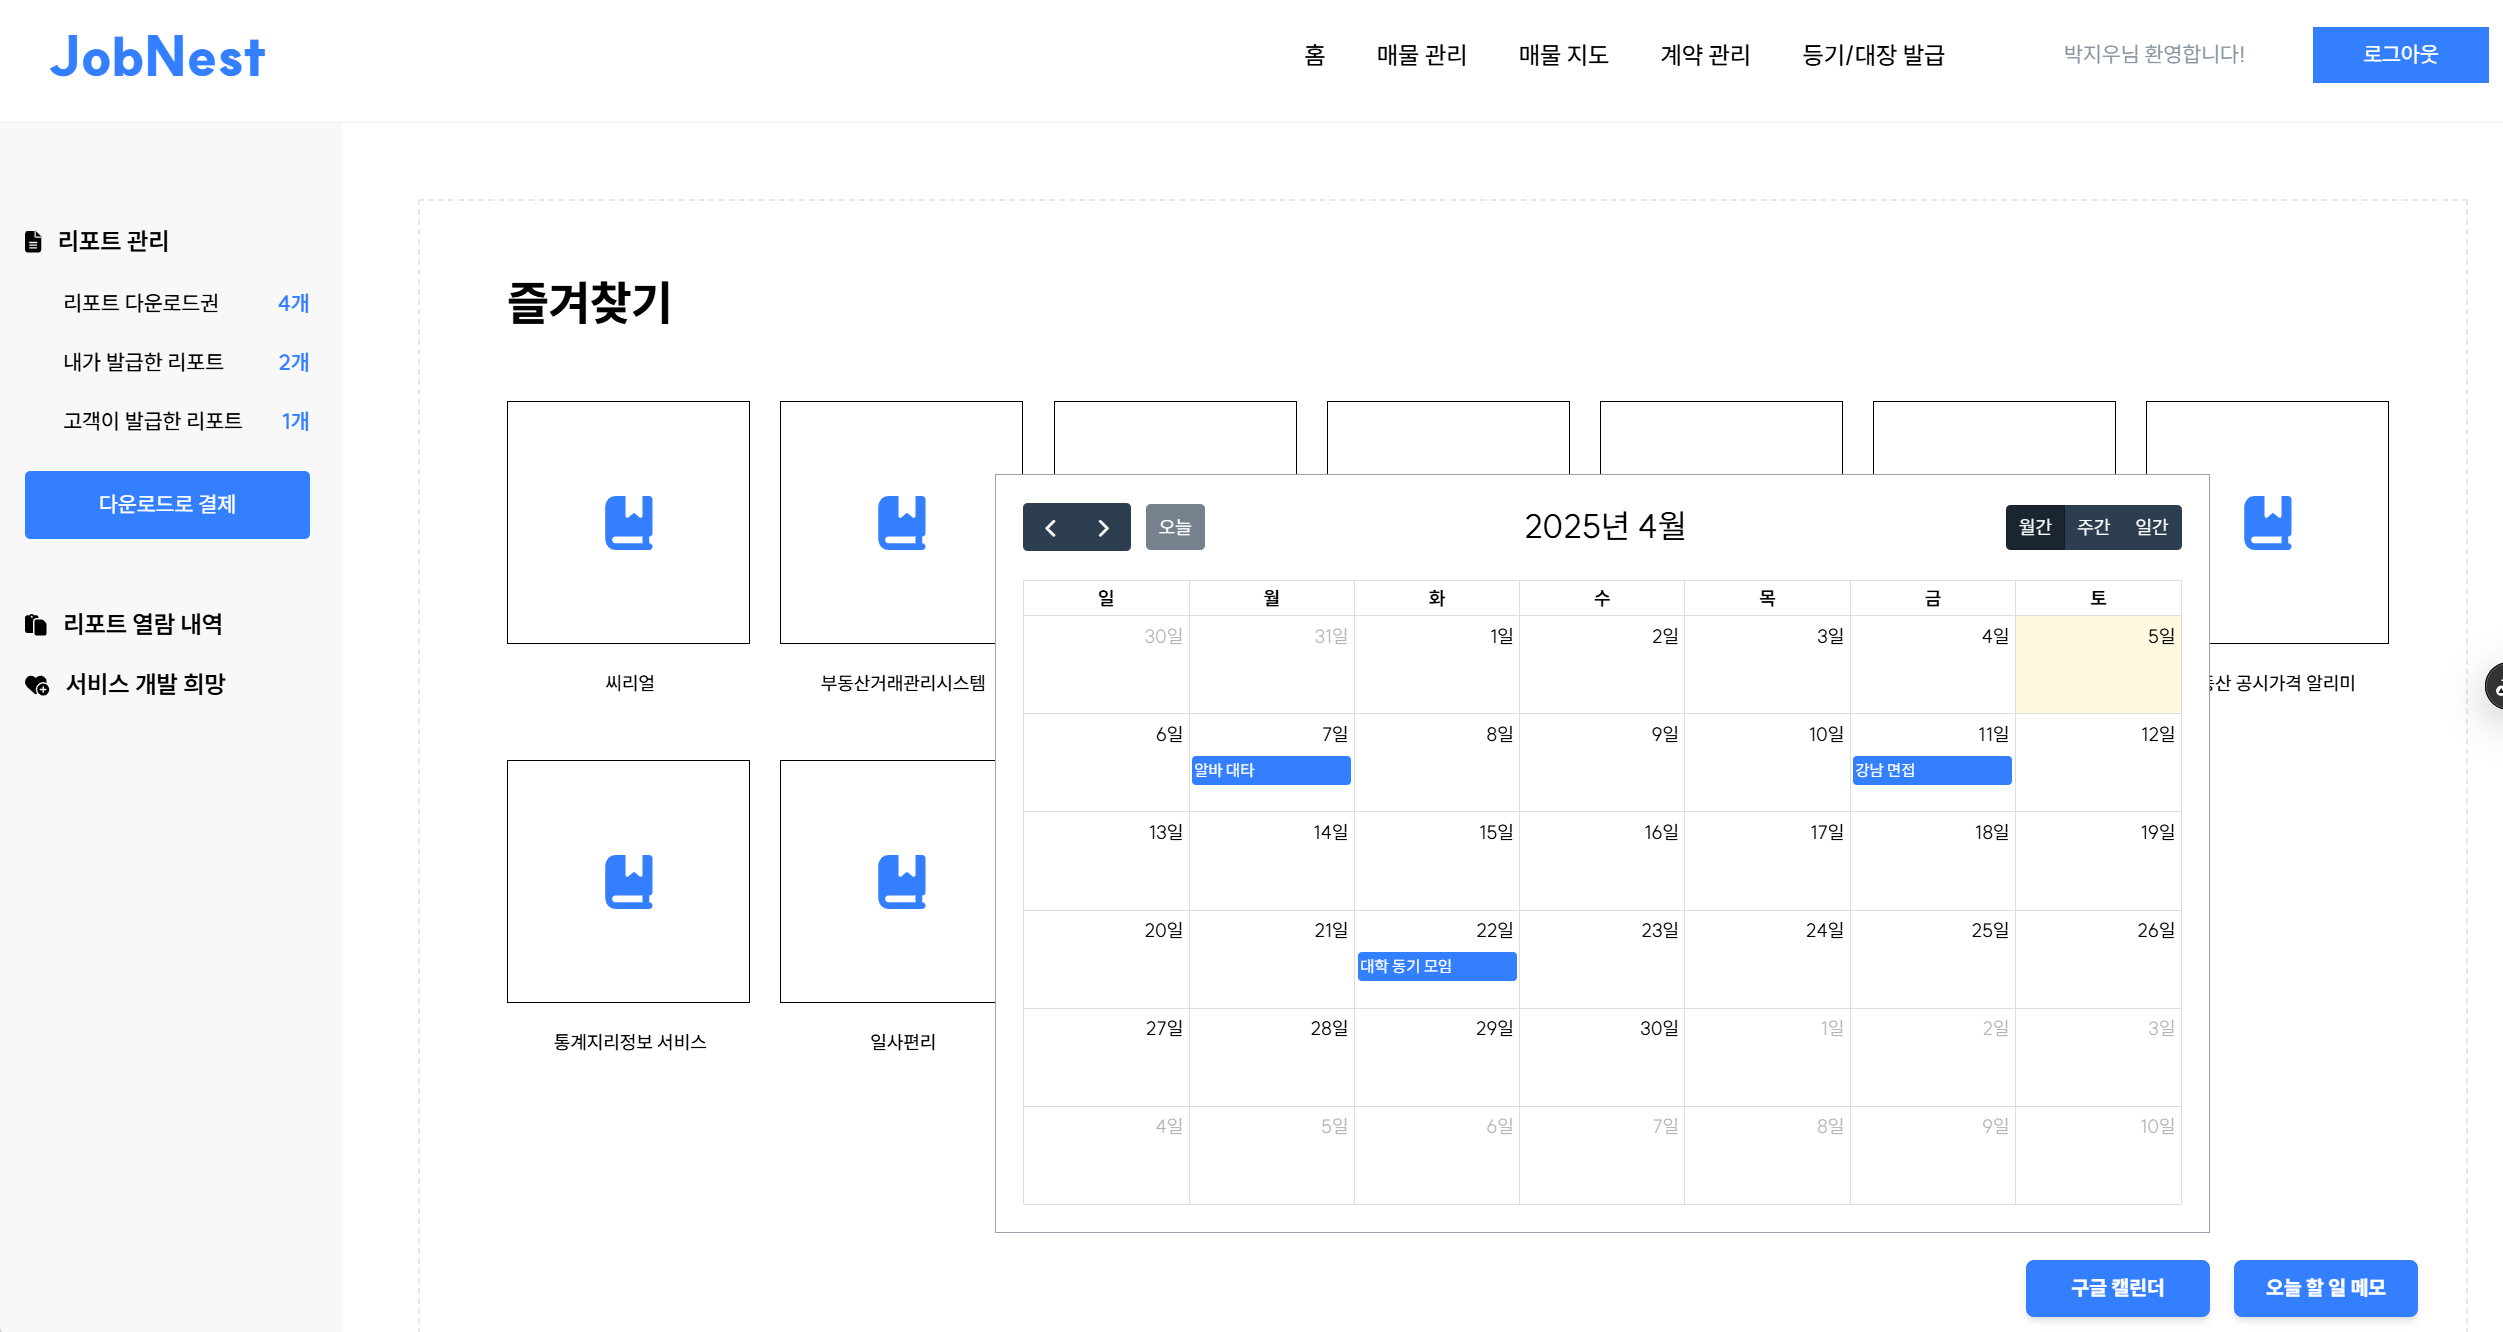 JobNest
홈 매물 관리 매물 지도 계약 관리 등기/대장 발급 박지우님 환영합니다! 로그아웃
리포트 관리
리포트 다운로드권 4개
내가 발급한 리포트 2개
고객이 발급한 리포트 1개
다운로드로 결제
리포트 열람 내역
서비스 개발 희망
즐겨찾기
씨리얼
부동산거래관리시스템
산 공시가격 알리미
통계지리정보 서비스
일사편리
오늘 2025년 4월 월간 주간 일간
일 월 화 수 목 금 토
30일 31일 1일 2일 3일 4일 5일
6일 7일 8일 9일 10일 11일 12일
알바 대타 강남 면접
13일 14일 15일 16일 17일 18일 19일
20일 21일 22일 23일 24일 25일 26일
대학 동기 모임
27일 28일 29일 30일 1일 2일 3일
4일 5일 6일 7일 8일 9일 10일
구글 캘린더 오늘 할 일 메모